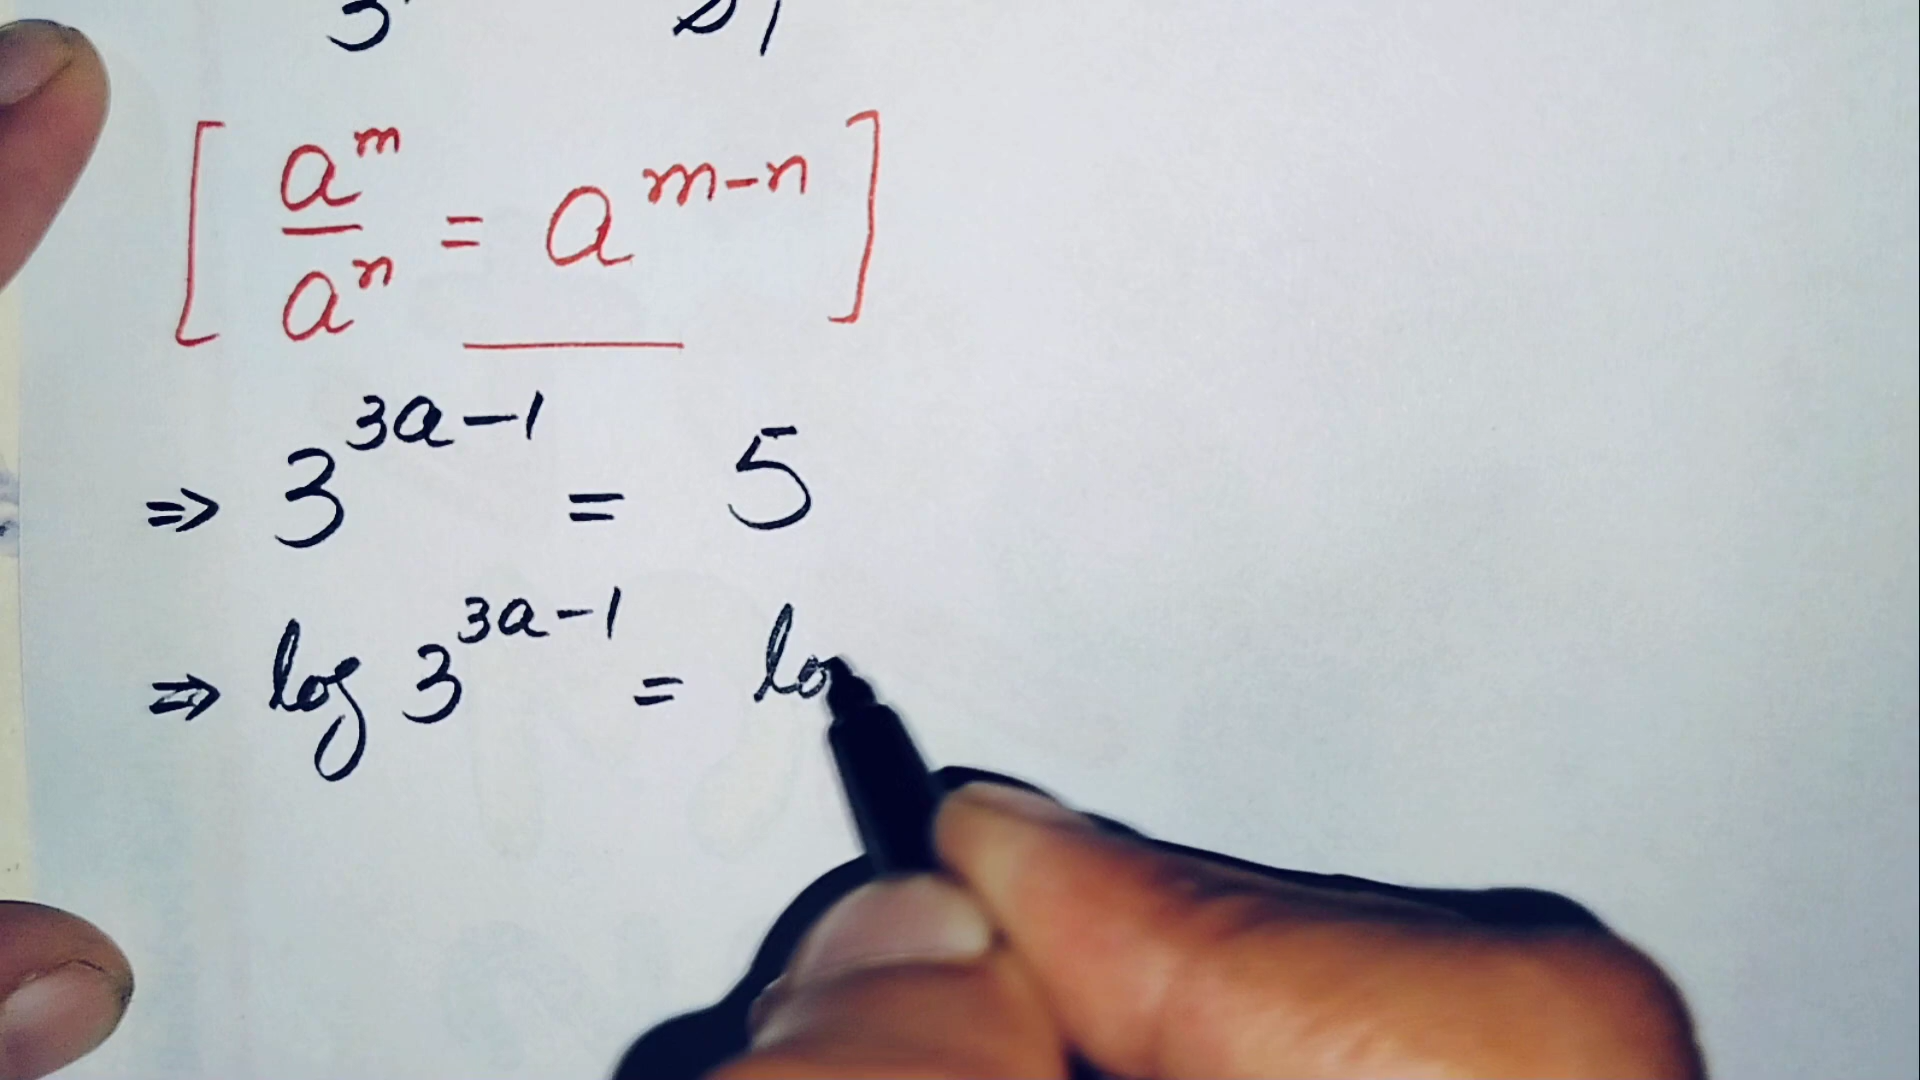 [ a^m / a^n = a^{m-n} ]
⇒ 3^{3a-1} = 5
⇒ log 3^{3a-1} = lo